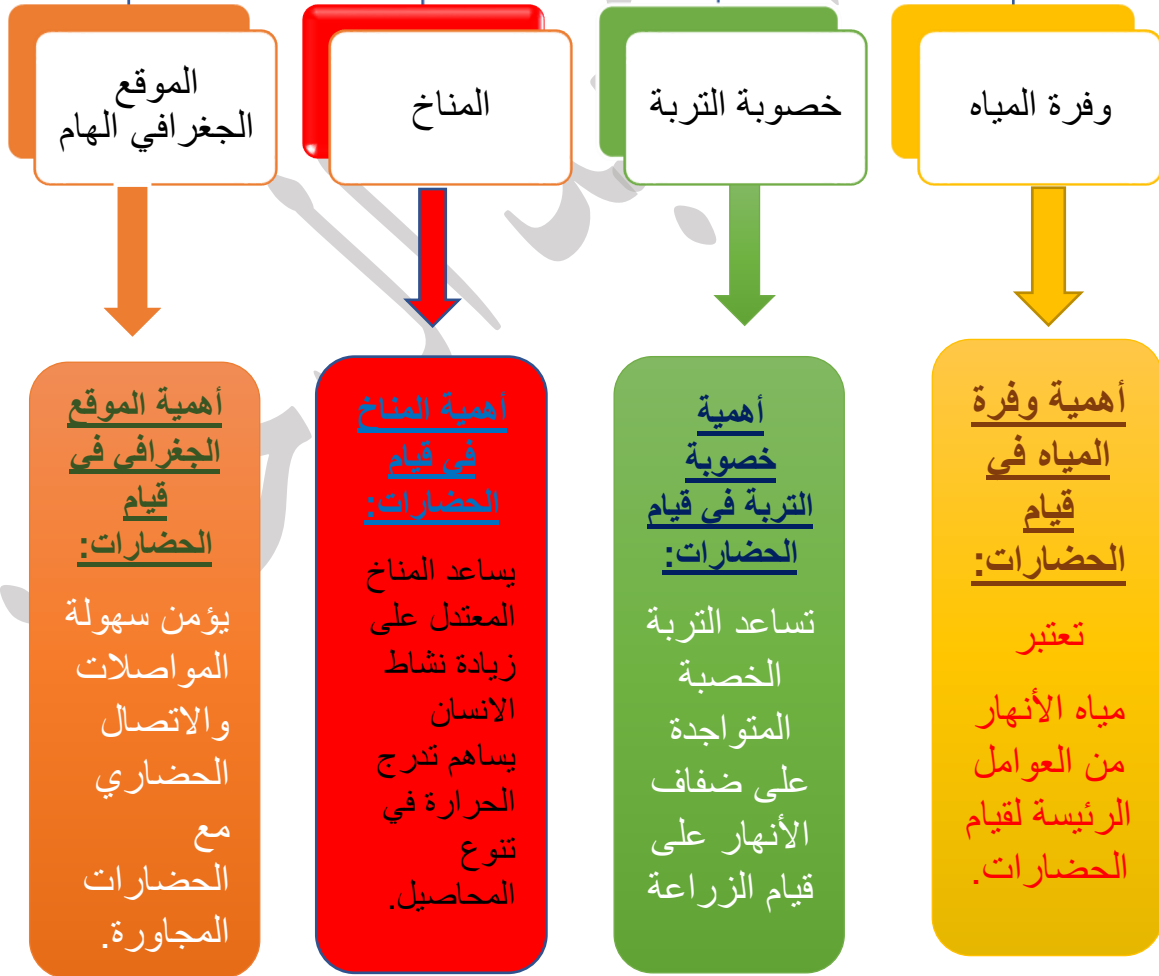 وفرة المياه
خصوبة التربة
المناخ
الموقع
الجغرافي الهام
أهمية وفرة
المياه في
قيام
الحضارات:
تعتبر
مياه الأنهار
من العوامل
الرئيسة لقيام
الحضارات.
أهمية
خصوبة
التربة في قيام
الحضارات:
تساعد التربة
الخصبة
المتواجدة
على ضفاف
الأنهار على
قيام الزراعة
أهمية المناخ
في قيام
الحضارات:
يساعد المناخ
المعتدل على
زيادة نشاط
الانسان
يساهم تدرج
الحرارة في
تنوع
المحاصيل.
أهمية الموقع
الجغرافي في
قيام
الحضارات:
يؤمن سهولة
المواصلات
والاتصال
الحضاري
مع
الحضارات
المجاورة.